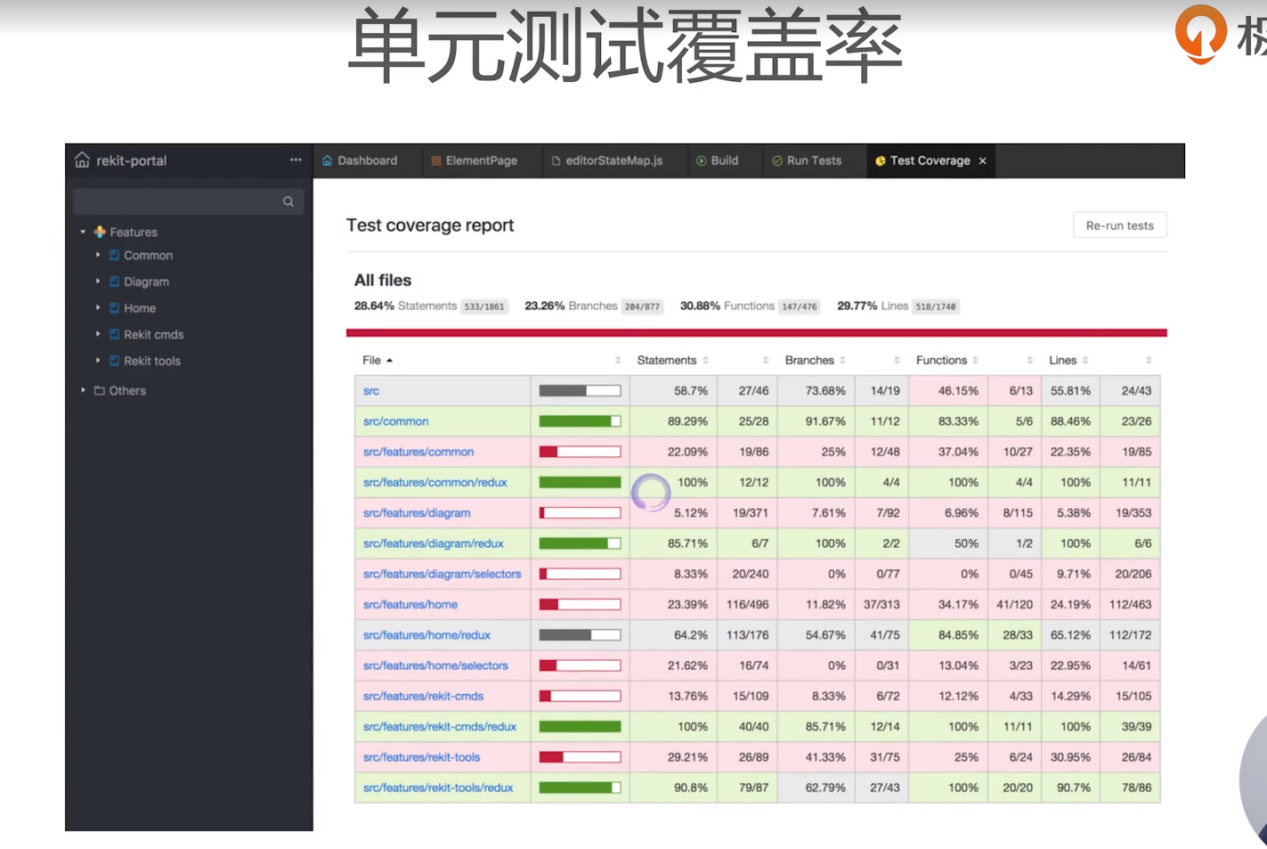 单元测试覆盖率
极
rekit-portal
Dashboard
ElementPage
editorStateMap.js
Build
Run Tests
Test Coverage
Features
Common
Diagram
Home
Rekit cmds
Rekit tools
Others
Test coverage report
Re-run tests
All files
28.64% Statements 533/1861 23.26% Branches 204/877 30.88% Functions 147/476 29.77% Lines 518/1740
File Statements Branches Functions Lines
src 58.7% 27/46 73.68% 14/19 46.15% 6/13 55.81% 24/43
src/common 89.29% 25/28 91.67% 11/12 83.33% 5/6 88.46% 23/26
src/features/common 22.09% 19/86 25% 12/48 37.04% 10/27 22.35% 19/85
src/features/common/redux 100% 12/12 100% 4/4 100% 4/4 100% 11/11
src/features/diagram 5.12% 19/371 7.61% 7/92 6.96% 8/115 5.38% 19/353
src/features/diagram/redux 85.71% 6/7 100% 2/2 50% 1/2 100% 6/6
src/features/diagram/selectors 8.33% 20/240 0% 0/77 0% 0/45 9.71% 20/206
src/features/home 23.39% 116/496 11.82% 37/313 34.17% 41/120 24.19% 112/463
src/features/home/redux 64.2% 113/176 54.67% 41/75 84.85% 28/33 65.12% 112/172
src/features/home/selectors 21.62% 16/74 0% 0/31 13.04% 3/23 22.95% 14/61
src/features/rekit-cmds 13.76% 15/109 8.33% 6/72 12.12% 4/33 14.29% 15/105
src/features/rekit-cmds/redux 100% 40/40 85.71% 12/14 100% 11/11 100% 39/39
src/features/rekit-tools 29.21% 26/89 41.33% 31/75 25% 6/24 30.95% 26/84
src/features/rekit-tools/redux 90.8% 79/87 62.79% 27/43 100% 20/20 90.7% 78/86